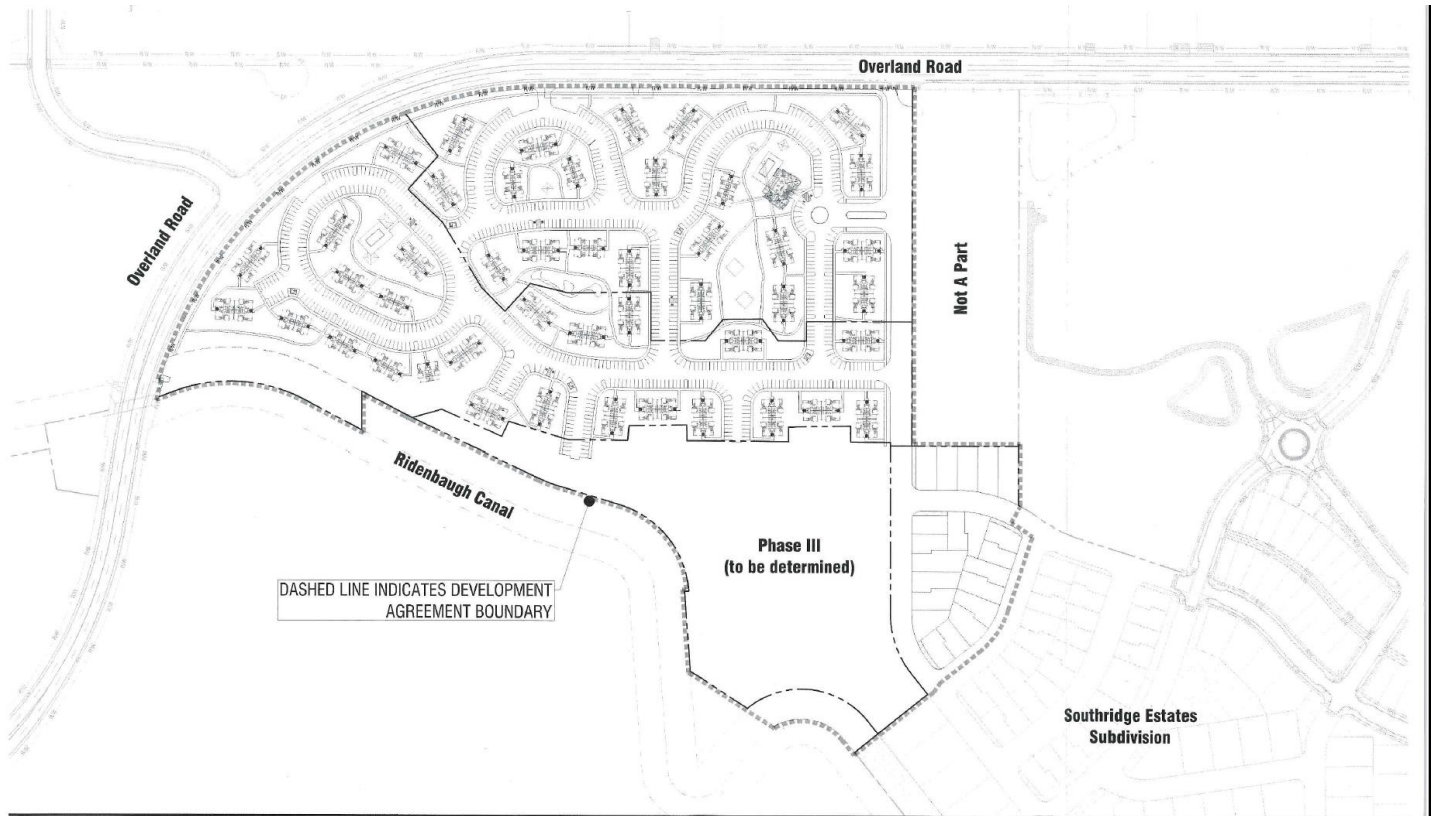 Overland Road
Overland Road
Not A Part
Ridenbaugh Canal
Phase III
(to be determined)
DASHED LINE INDICATES DEVELOPMENT
AGREEMENT BOUNDARY
Southridge Estates
Subdivision